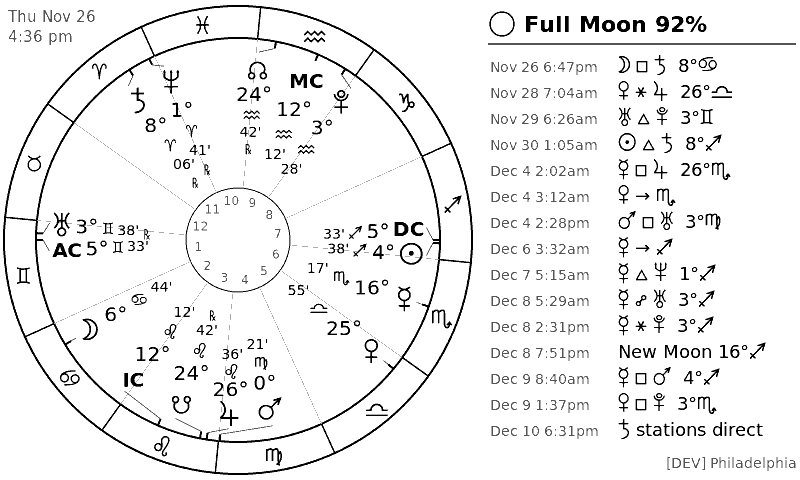 Thu Nov 26
4:36 pm
♓
♒
♈
♑
♉
♐
♊
♏
♋
♎
♌
♍
♄ 8° ♈ 06' ℞
♆ 1° ♈ 41' ℞
☊ 24° ♒ 42' ℞
MC 12° ♒ 12'
♇ 3° ♒ 28'
♅ 3° ♊ 38' ℞
AC 5° ♊ 33'
33' ♐ 5° DC
38' ♐ 4° ☉
17' ♏ 16° ☿
55' ♎ 25° ♀
☽ 6° ♋ 44'
IC 12° ♌ 12'
☋ 24° ♌ 42' ℞
♃ 26° ♌ 36'
♂ 0° ♍ 21'
1
2
3
4
5
6
7
8
9
10
11
12
Full Moon 92%
Nov 26 6:47pm ☽ □ ♄ 8°♋
Nov 28 7:04am ♀ ⚹ ♃ 26°♎
Nov 29 6:26am ♅ △ ♇ 3°♊
Nov 30 1:05am ☉ △ ♄ 8°♐
Dec 4 2:02am ☿ □ ♃ 26°♏
Dec 4 3:12am ♀ → ♏
Dec 4 2:28pm ♂ □ ♅ 3°♍
Dec 6 3:32am ☿ → ♐
Dec 7 5:15am ☿ △ ♆ 1°♐
Dec 8 5:29am ☿ ☍ ♅ 3°♐
Dec 8 2:31pm ☿ ⚹ ♇ 3°♐
Dec 8 7:51pm New Moon 16°♐
Dec 9 8:40am ☿ □ ♂ 4°♐
Dec 9 1:37pm ♀ □ ♇ 3°♏
Dec 10 6:31pm ♄ stations direct
[DEV] Philadelphia